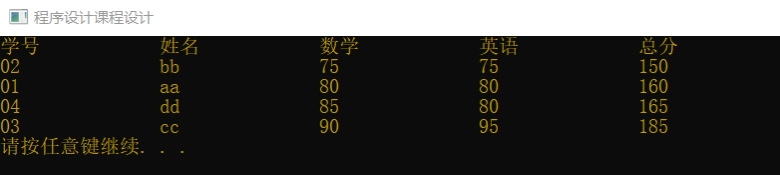 程序设计课程设计
学号 姓名 数学 英语 总分
02 bb 75 75 150
01 aa 80 80 160
04 dd 85 80 165
03 cc 90 95 185
请按任意键继续. . .